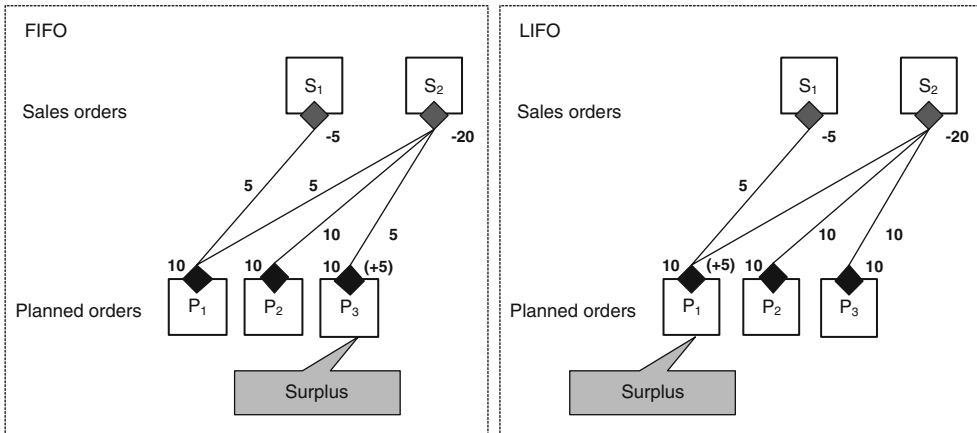 FIFO
Sales orders
S1
S2
-5
-20
5
5
10
5
10
10
10
(+5)
Planned orders
P1
P2
P3
Surplus
LIFO
Sales orders
S1
S2
-5
-20
5
10
10
10
(+5)
10
10
Planned orders
P1
P2
P3
Surplus